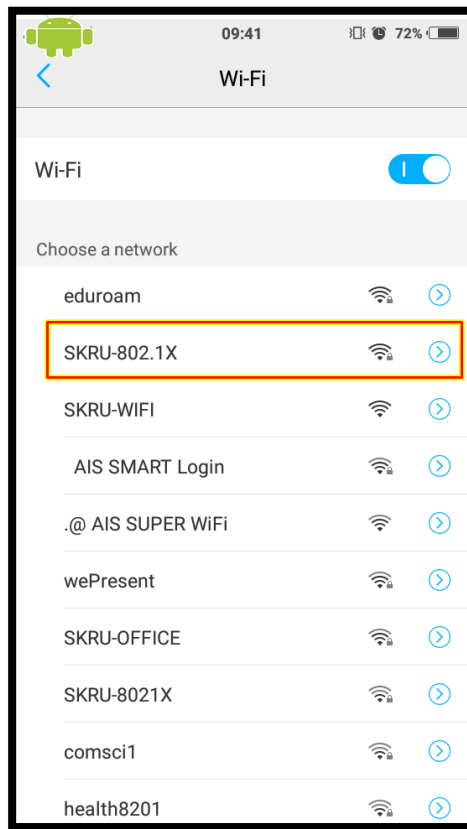 09:41 72%
Wi-Fi
Wi-Fi
Choose a network
eduroam
SKRU-802.1X
SKRU-WIFI
AIS SMART Login
.@ AIS SUPER WiFi
wePresent
SKRU-OFFICE
SKRU-8021X
comsci1
health8201